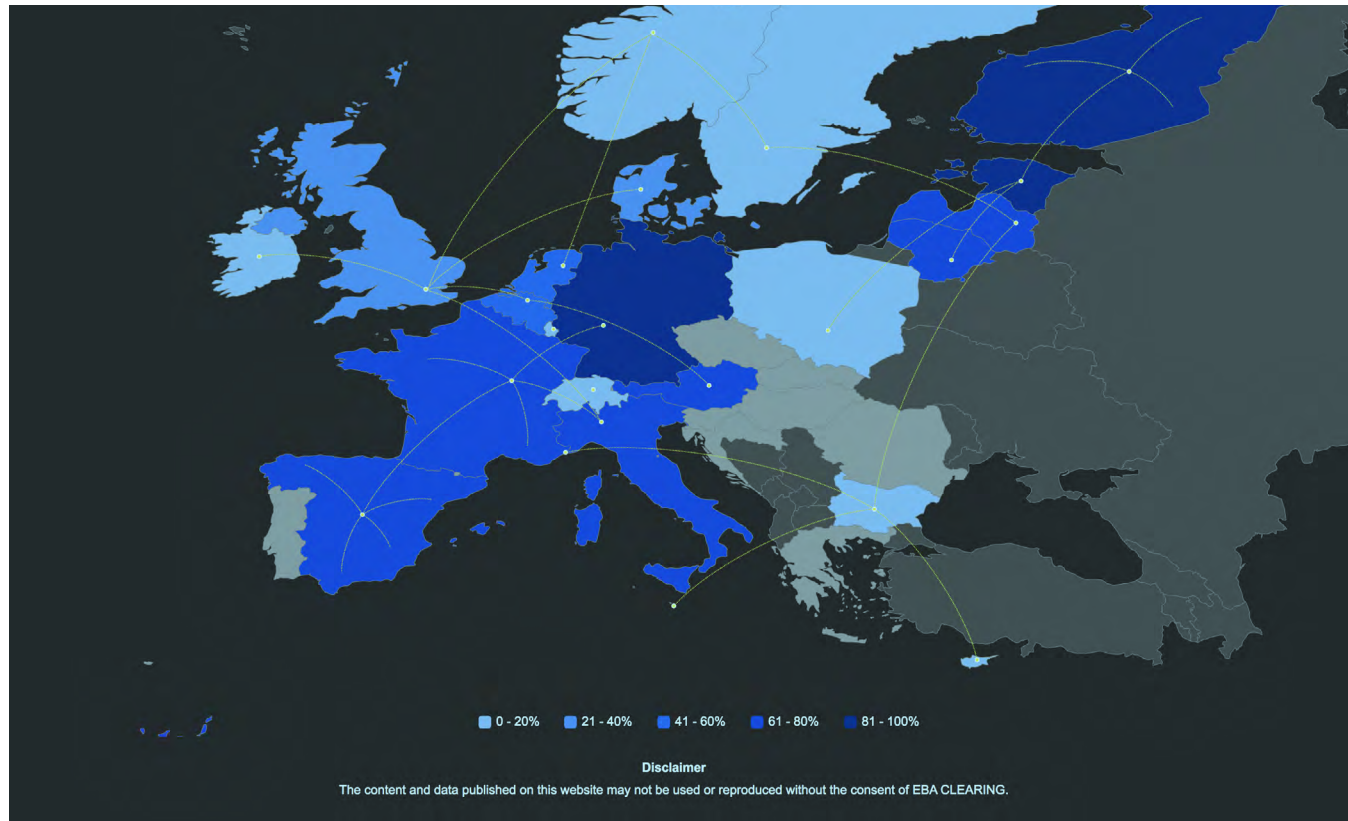 0 - 20% 21 - 40% 41 - 60% 61 - 80% 81 - 100%
Disclaimer
The content and data published on this website may not be used or reproduced without the consent of EBA CLEARING.